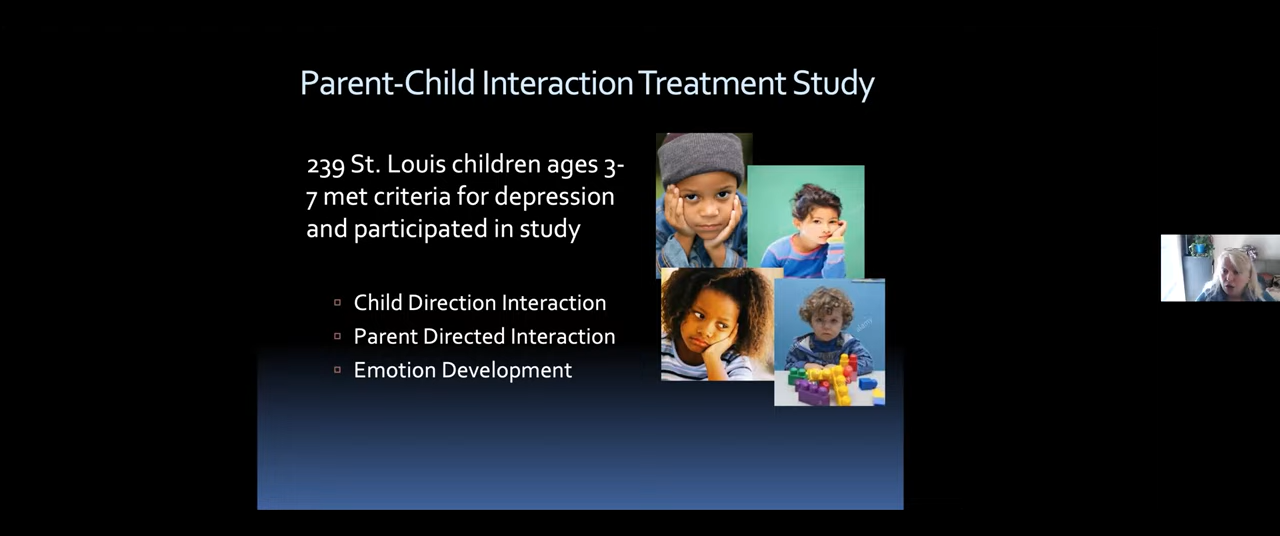 Parent-Child Interaction Treatment Study
239 St. Louis children ages 3-
7 met criteria for depression
and participated in study
Child Direction Interaction
Parent Directed Interaction
Emotion Development
alamy